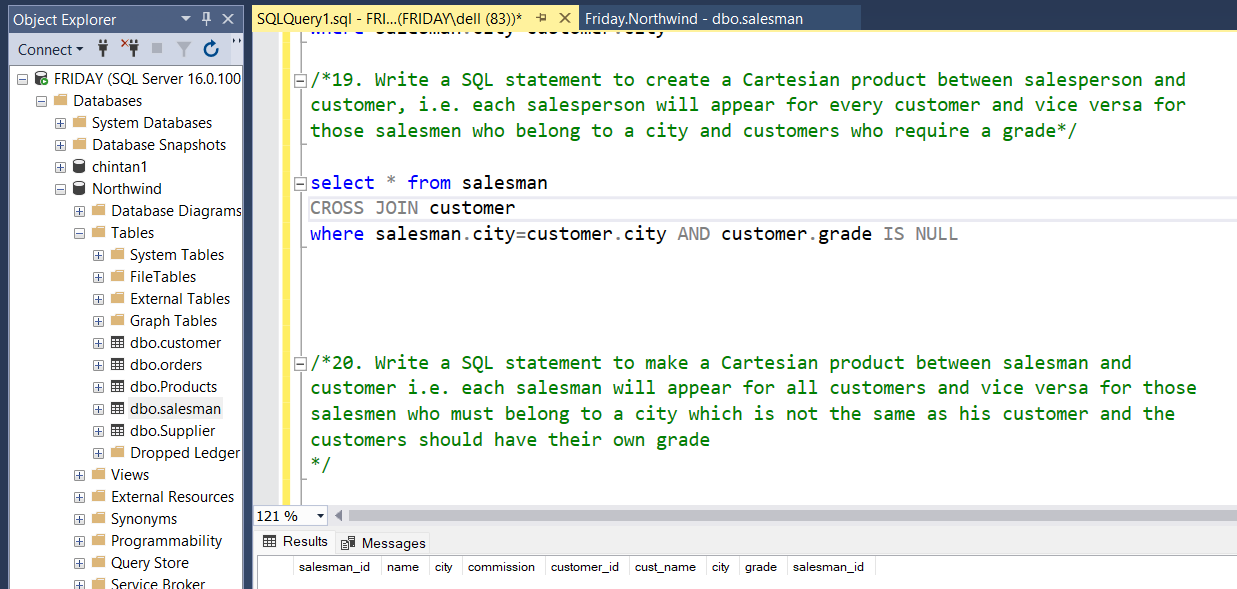 Object Explorer
SQLQuery1.sql - FRI...(FRIDAY\dell (83))*
Friday.Northwind - dbo.salesman
Connect
FRIDAY (SQL Server 16.0.100
Databases
System Databases
Database Snapshots
chintan1
Northwind
Database Diagrams
Tables
System Tables
FileTables
External Tables
Graph Tables
dbo.customer
dbo.orders
dbo.Products
dbo.salesman
dbo.Supplier
Dropped Ledger
Views
External Resources
Synonyms
Programmability
Query Store
Service Broker
where salesman.city=customer.city
/*19. Write a SQL statement to create a Cartesian product between salesperson and
customer, i.e. each salesperson will appear for every customer and vice versa for
those salesmen who belong to a city and customers who require a grade*/
select * from salesman
CROSS JOIN customer
where salesman.city=customer.city AND customer.grade IS NULL
/*20. Write a SQL statement to make a Cartesian product between salesman and
customer i.e. each salesman will appear for all customers and vice versa for those
salesmen who must belong to a city which is not the same as his customer and the
customers should have their own grade
*/
121 %
Results
Messages
salesman_id name city commission customer_id cust_name city grade salesman_id